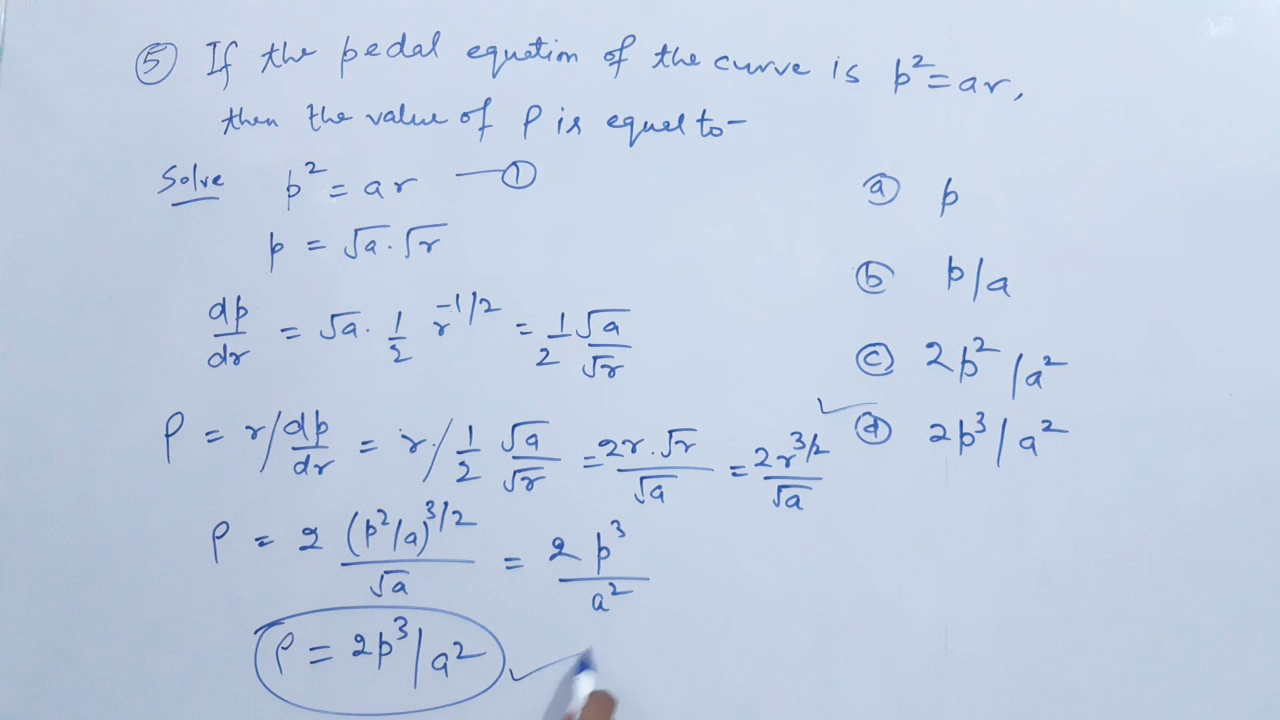 ⑤ If the pedal equation of the curve is p² = ar,
then the value of ρ is equal to –
Solve p² = ar —①
p = √a · √r
dp/dr = √a · 1/2 r^(-1/2) = 1/2 √a/√r
ρ = r/dp/dr = r/ 1/2 √a/√r = 2r·√r/√a = 2r^(3/2)/√a
ρ = 2 (p²/a)^(3/2)/√a = 2p³/a²
ρ = 2p³/a² ✓
ⓐ p
ⓑ p/a
ⓒ 2p²/a²
✓ ⓓ 2p³/a²